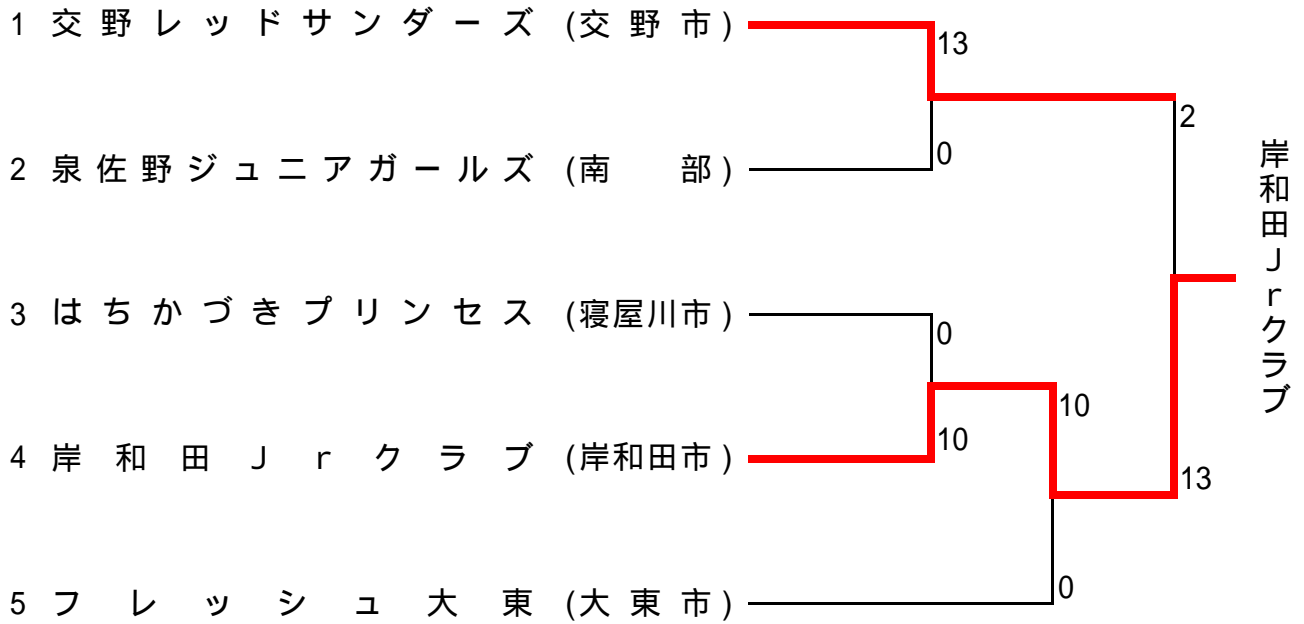 1 交野レッドサンダーズ (交野市)
13
2
0
2 泉佐野ジュニアガールズ (南部)
岸和田Jrクラブ
3 はちかづきプリンセス (寝屋川市)
0
10
10
4 岸和田Jrクラブ (岸和田市)
13
0
5 フレッシュ大東 (大東市)